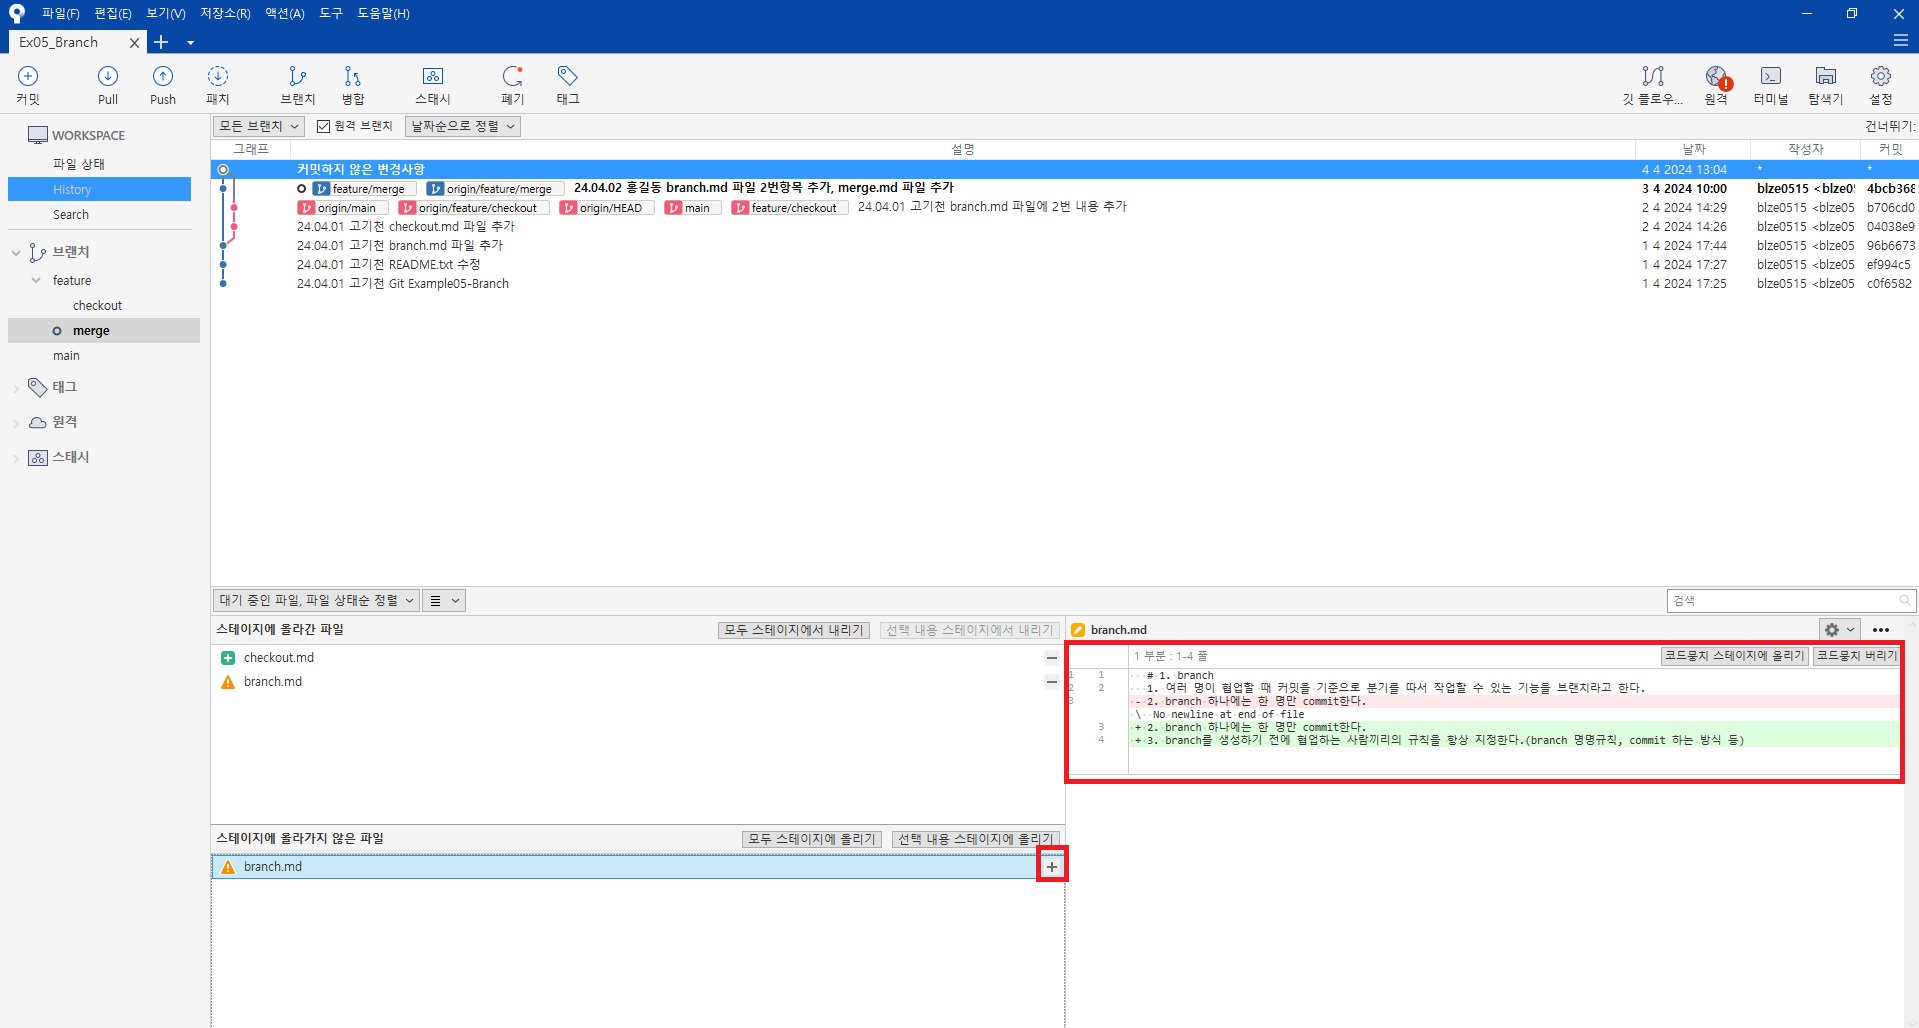 파일(F) 편집(E) 보기(V) 저장소(R) 액션(A) 도구 도움말(H)
Ex05_Branch
커밋 Pull Push 패치 브랜치 병합 스태시 폐기 태그 깃 플로우... 원격 터미널 탐색기 설정
WORKSPACE
파일 상태
History
Search
브랜치
feature
checkout
merge
main
태그
원격
스태시
모든 브랜치 원격 브랜치 날짜순으로 정렬 건너뛰기:
그래프 설명 날짜 작성자 커밋
커밋하지 않은 변경사항 4 4 2024 13:04 * *
feature/merge origin/feature/merge 24.04.02 홍길동 branch.md 파일 2번항목 추가, merge.md 파일 추가 3 4 2024 10:00 blze0515 <blze05 4bcb368
origin/main origin/feature/checkout origin/HEAD main feature/checkout 24.04.01 고기천 branch.md 파일에 2번 내용 추가 2 4 2024 14:29 blze0515 <blze05 b706cd0
24.04.01 고기천 checkout.md 파일 추가 2 4 2024 14:26 blze0515 <blze05 04038e9
24.04.01 고기천 branch.md 파일 추가 1 4 2024 17:44 blze0515 <blze05 96b6673
24.04.01 고기천 README.txt 수정 1 4 2024 17:27 blze0515 <blze05 ef994c5
24.04.01 고기천 Git Example05-Branch 1 4 2024 17:25 blze0515 <blze05 c0f6582
대기 중인 파일, 파일 상태순 정렬 검색
스테이지에 올라간 파일 모두 스테이지에서 내리기 선택 내용 스테이지에서 내리기
checkout.md
branch.md
스테이지에 올라가지 않은 파일 모두 스테이지에 올리기 선택 내용 스테이지에 올리기
branch.md
branch.md
1 부분 : 1-4 줄 코드뭉치 스테이지에 올리기 코드뭉치 버리기
1 1 # 1. branch
2 2 1. 여러 명이 협업할 때 커밋을 기준으로 분기를 따서 작업할 수 있는 기능을 브랜치라고 한다.
3 - 2. branch 하나에는 한 명만 commit한다.
\ No newline at end of file
3 + 2. branch 하나에는 한 명만 commit한다.
4 + 3. branch를 생성하기 전에 협업하는 사람끼리의 규칙을 항상 지정한다.(branch 명명규칙, commit 하는 방식 등)